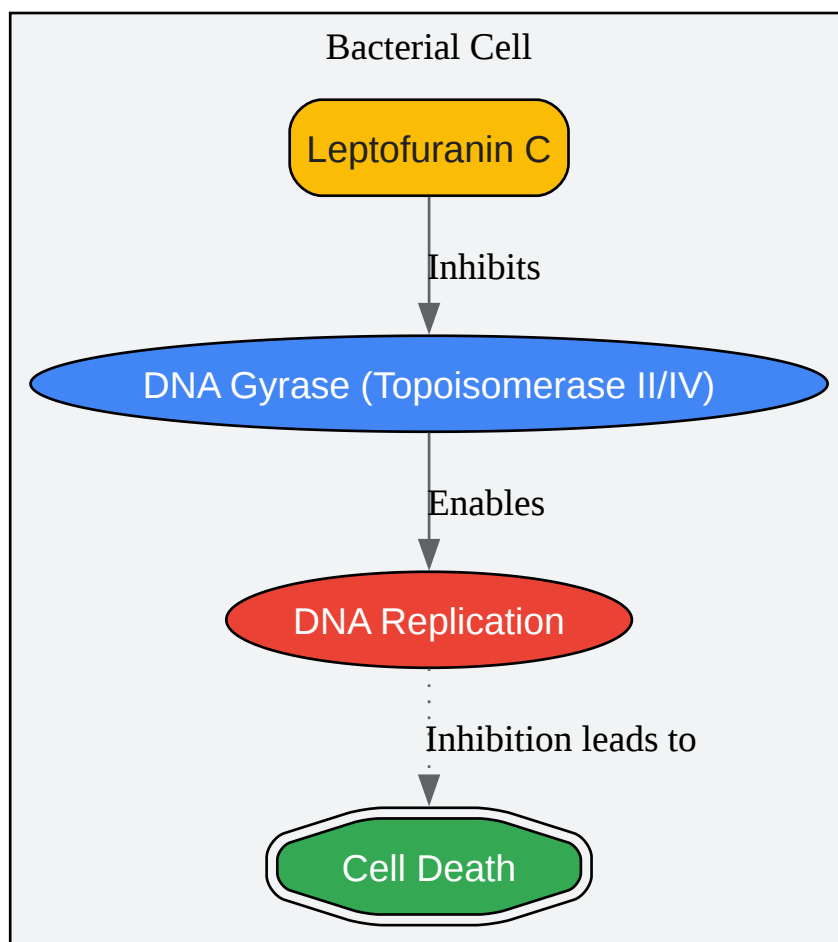 Bacterial Cell
Leptofuranin C
Inhibits
DNA Gyrase (Topoisomerase II/IV)
Enables
DNA Replication
Inhibition leads to
Cell Death